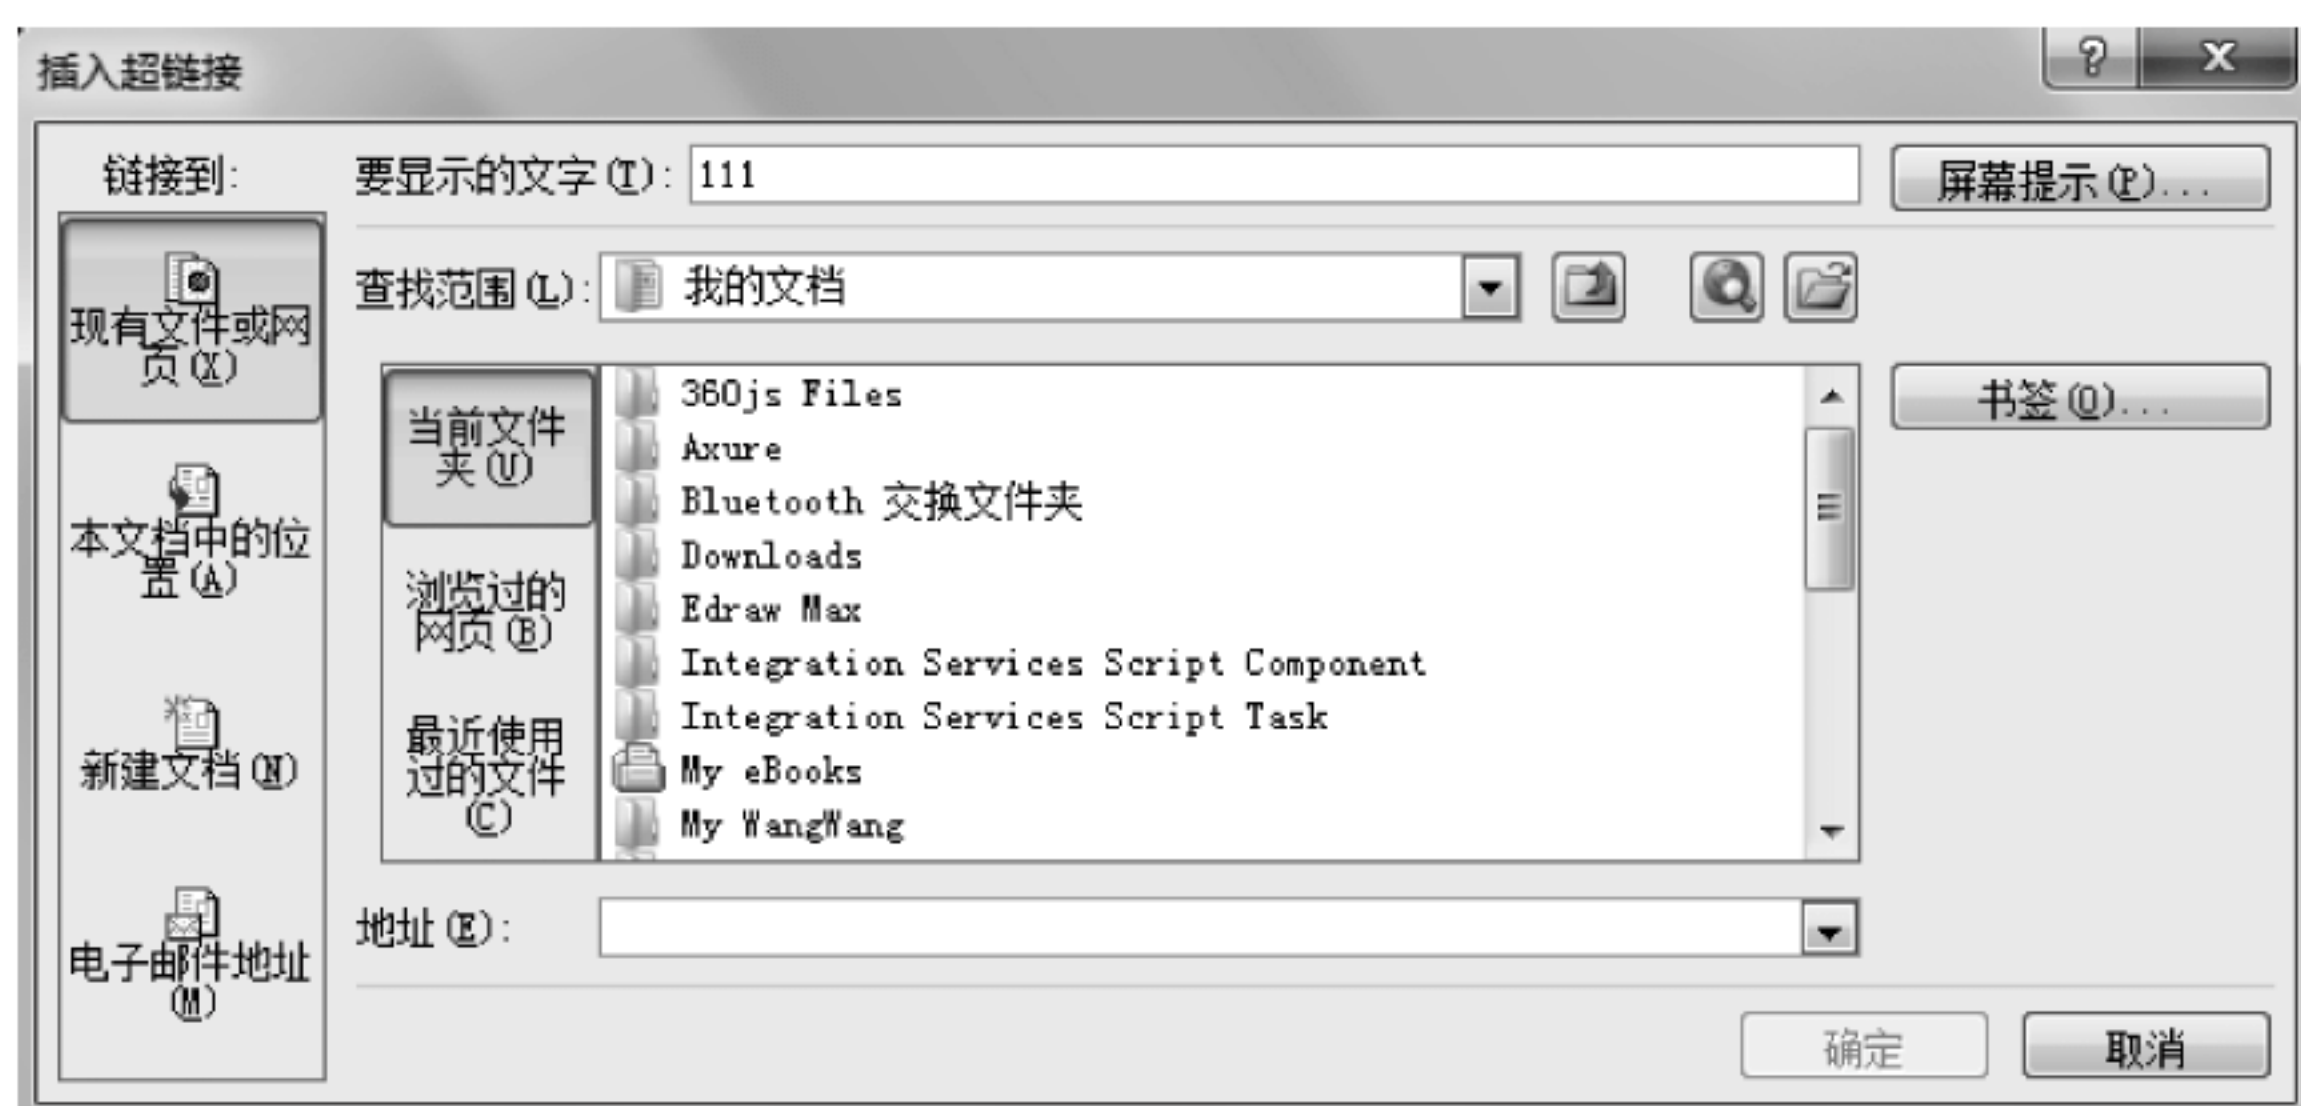 插入超链接
?
X
链接到:
要显示的文字(T):
111
屏幕提示(P)...
现有文件或网
页(X)
本文档中的位
置(A)
新建文档(N)
电子邮件地址
(M)
查找范围(L):
我的文档
当前文件
夹(U)
浏览过的
网页(B)
最近使用
过的文件
(C)
360js Files
Axure
Bluetooth 交换文件夹
Downloads
Edraw Max
Integration Services Script Component
Integration Services Script Task
My eBooks
My WangWang
书签(O)...
地址(E):
确定
取消